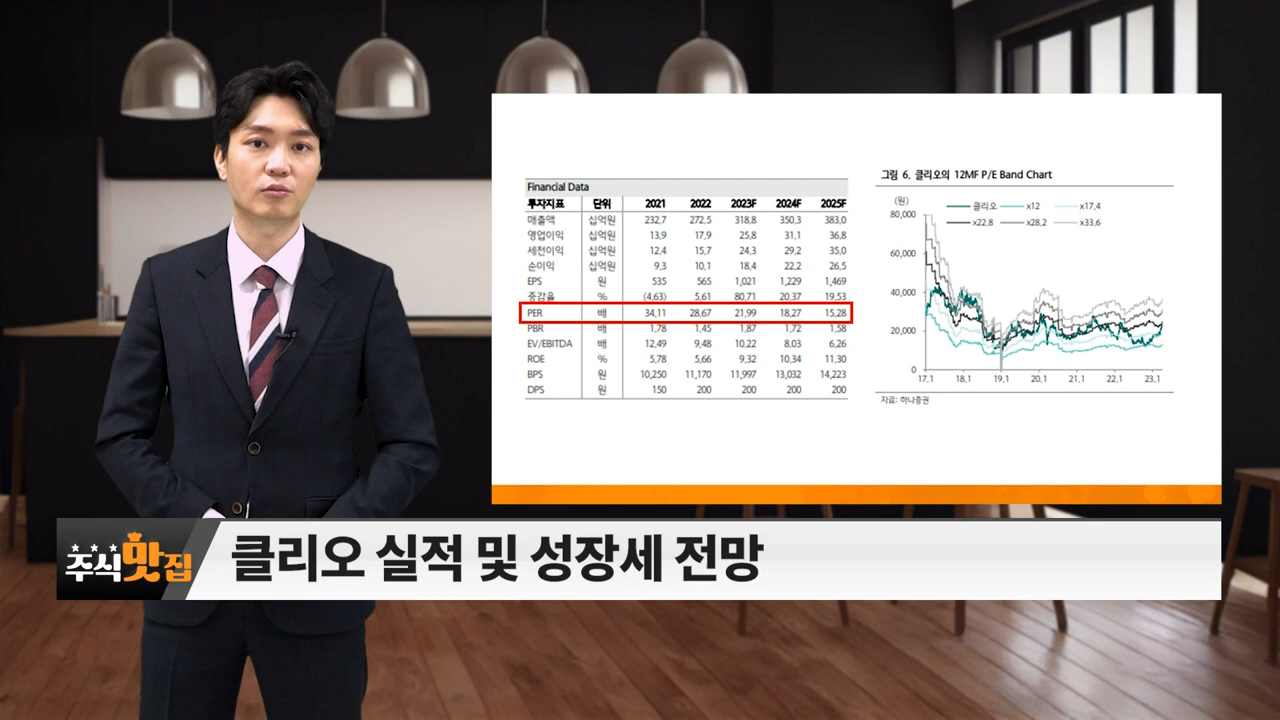 Financial Data
투자지표 단위 2021 2022 2023F 2024F 2025F
매출액 십억원 232,7 272,5 318,8 350,3 383,0
영업이익 십억원 13,9 17,9 25,8 31,1 36,8
세전이익 십억원 12,4 15,7 24,3 29,2 35,0
순이익 십억원 9,3 10,1 18,4 22,2 26,5
EPS 원 535 565 1,021 1,229 1,469
증감율 % (4,63) 5,61 80,71 20,37 19,53
PER 배 34,11 28,67 21,99 18,27 15,28
PBR 배 1,78 1,45 1,87 1,72 1,58
EV/EBITDA 배 12,49 9,48 10,22 8,03 6,26
ROE % 5,78 5,66 9,32 10,34 11,30
BPS 원 10,250 11,170 11,997 13,032 14,223
DPS 원 150 200 200 200 200
그림 6. 클리오의 12MF P/E Band Chart
(원)
클리오 x12 x17,4
x22,8 x28,2 x33,6
80,000
60,000
40,000
20,000
0
17,1 18,1 19,1 20,1 21,1 22,1 23,1
자료: 하나증권
주식맛집
클리오 실적 및 성장세 전망